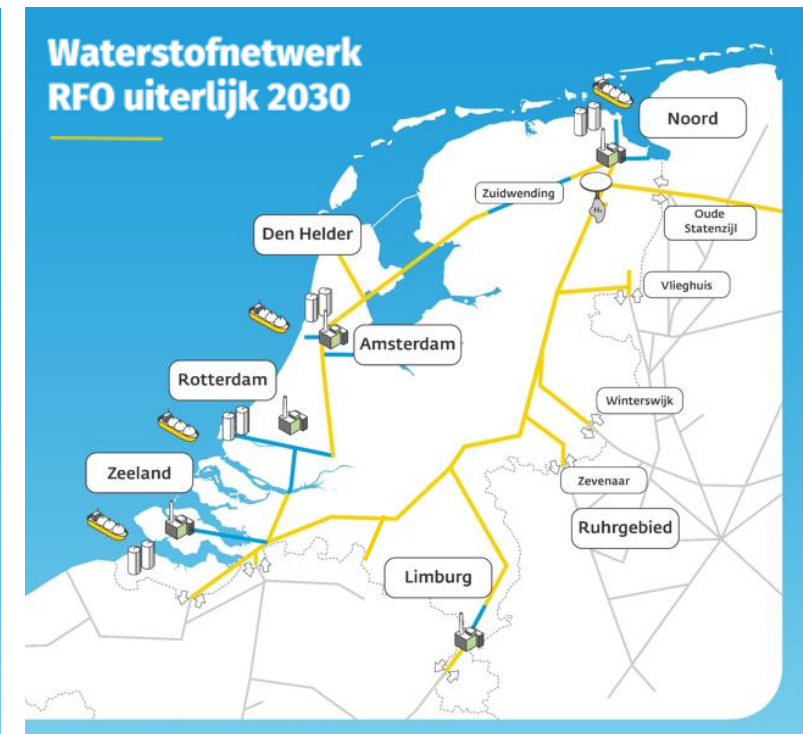 Waterstofnetwerk
RFO uiterlijk 2030
Noord
Zuidwending
Oude
Statenzijl
Den Helder
Vlieghuis
Amsterdam
Rotterdam
Winterswijk
Zeeland
Zevenaar
Ruhrgebied
Limburg
H₂